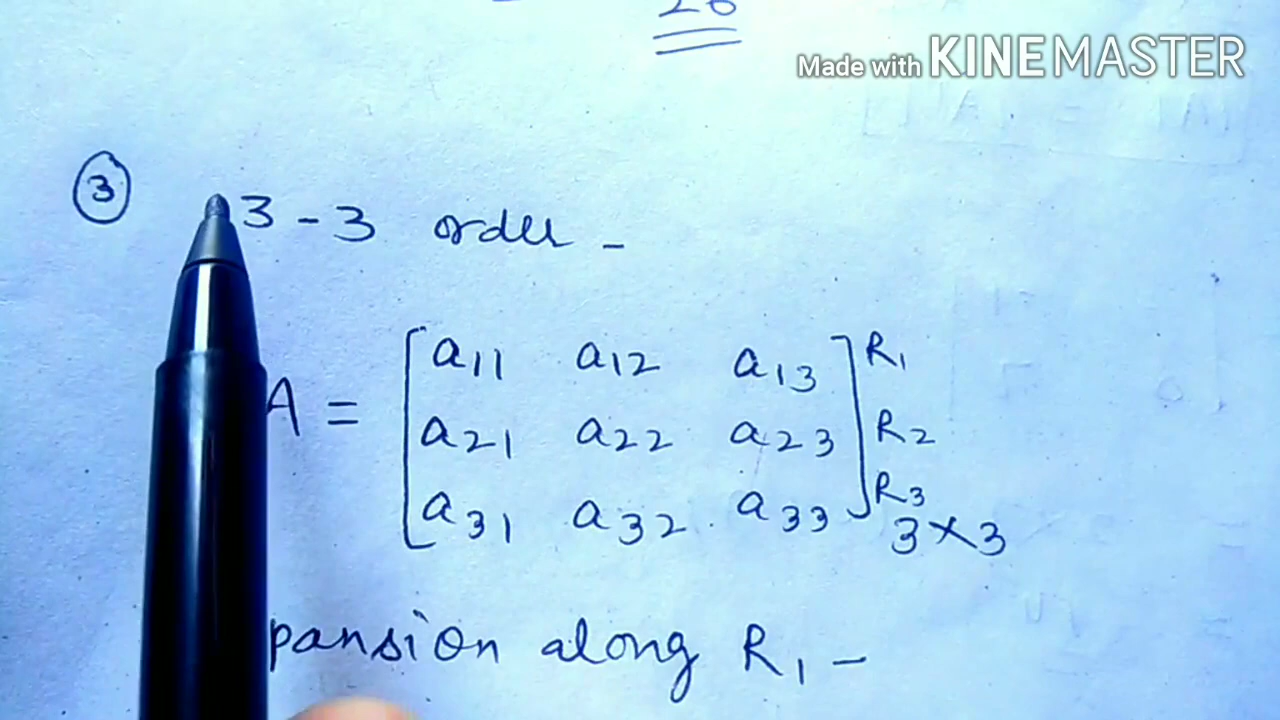 26
Made with KINEMASTER
③ 3 - 3 order -
A = [ a11 a12 a13 ] R1
a21 a22 a23 R2
a31 a32 a33 R3
3×3
pansion along R1 -